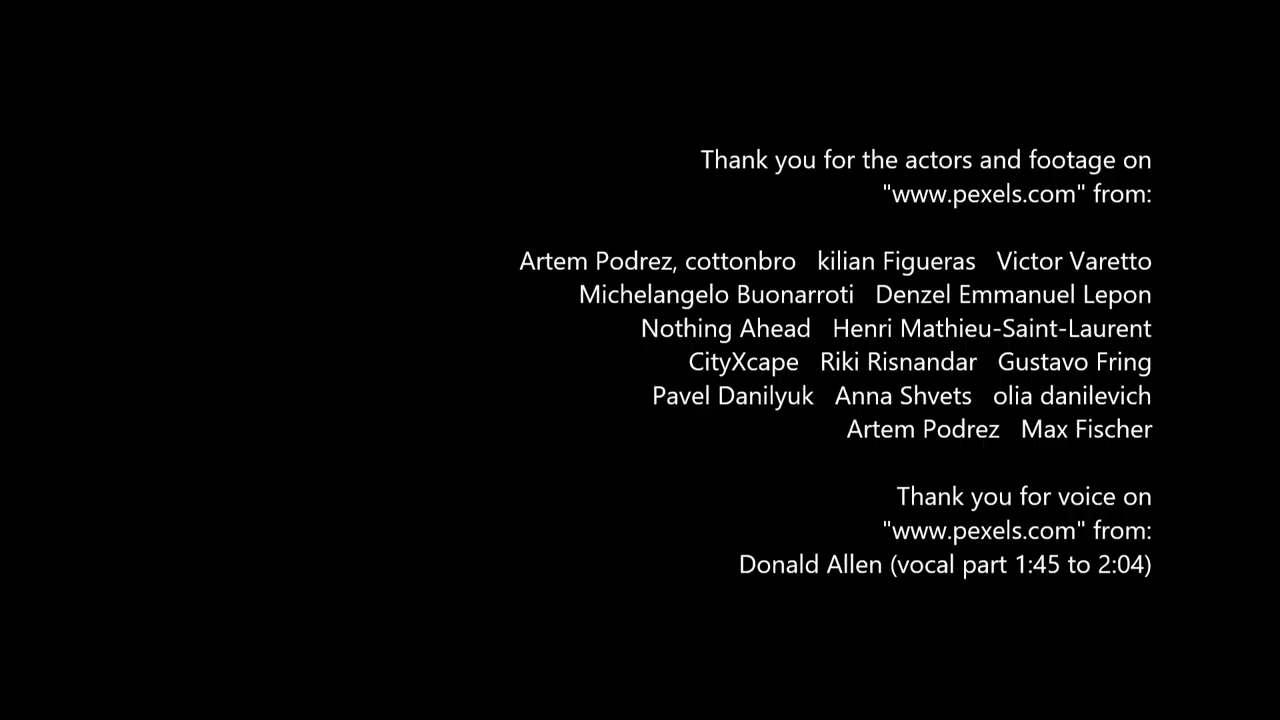 Thank you for the actors and footage on
"www.pexels.com" from:
Artem Podrez, cottonbro   kilian Figueras   Victor Varetto
Michelangelo Buonarroti   Denzel Emmanuel Lepon
Nothing Ahead   Henri Mathieu-Saint-Laurent
CityXcape   Riki Risnandar   Gustavo Fring
Pavel Danilyuk   Anna Shvets   olia danilevich
Artem Podrez   Max Fischer
Thank you for voice on
"www.pexels.com" from:
Donald Allen (vocal part 1:45 to 2:04)